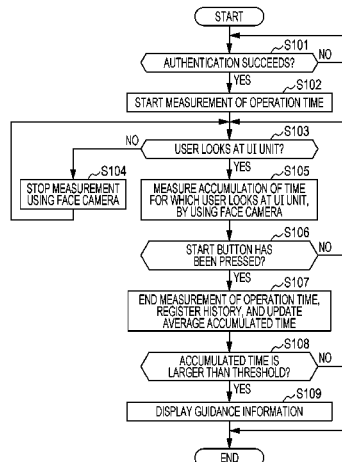 START
S101
AUTHENTICATION SUCCEEDS?
NO
YES
S102
START MEASUREMENT OF OPERATION TIME
S103
USER LOOKS AT UI UNIT?
NO
YES
S104
STOP MEASUREMENT
USING FACE CAMERA
S105
MEASURE ACCUMULATION OF TIME
FOR WHICH USER LOOKS AT UI UNIT,
BY USING FACE CAMERA
S106
START BUTTON HAS
BEEN PRESSED?
NO
YES
S107
END MEASUREMENT OF OPERATION TIME,
REGISTER HISTORY, AND UPDATE
AVERAGE ACCUMULATED TIME
S108
ACCUMULATED TIME IS
LARGER THAN THRESHOLD?
NO
YES
S109
DISPLAY GUIDANCE INFORMATION
END